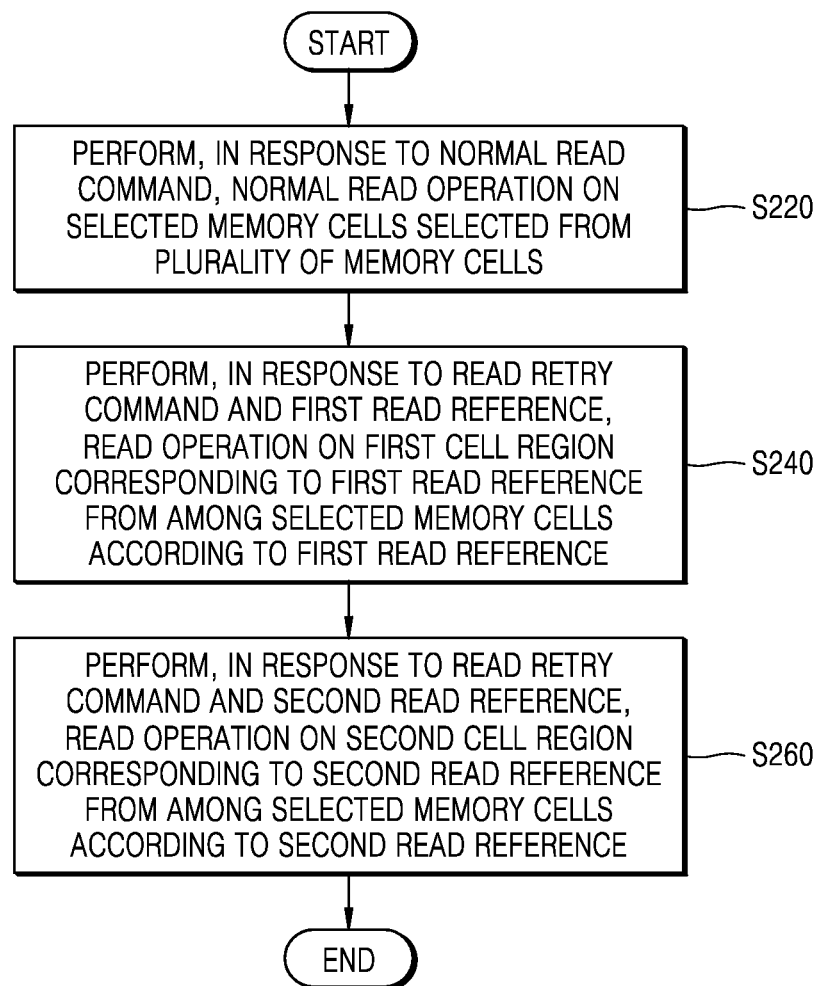 START
PERFORM, IN RESPONSE TO NORMAL READ
COMMAND, NORMAL READ OPERATION ON
SELECTED MEMORY CELLS SELECTED FROM
PLURALITY OF MEMORY CELLS
S220
PERFORM, IN RESPONSE TO READ RETRY
COMMAND AND FIRST READ REFERENCE,
READ OPERATION ON FIRST CELL REGION
CORRESPONDING TO FIRST READ REFERENCE
FROM AMONG SELECTED MEMORY CELLS
ACCORDING TO FIRST READ REFERENCE
S240
PERFORM, IN RESPONSE TO READ RETRY
COMMAND AND SECOND READ REFERENCE,
READ OPERATION ON SECOND CELL REGION
CORRESPONDING TO SECOND READ REFERENCE
FROM AMONG SELECTED MEMORY CELLS
ACCORDING TO SECOND READ REFERENCE
S260
END